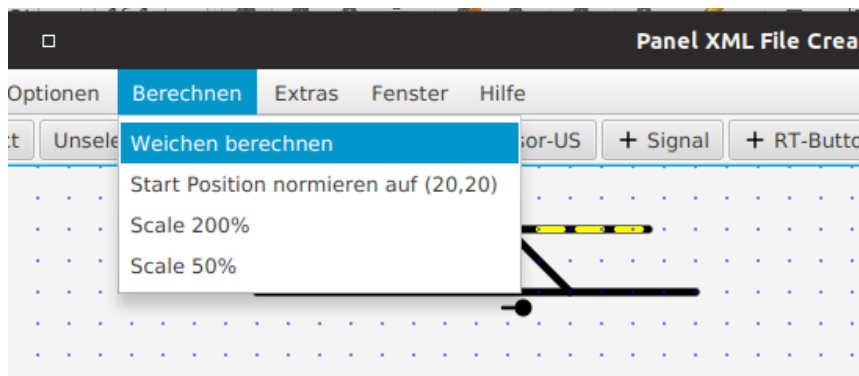 Panel XML File Crea
Optionen Berechnen Extras Fenster Hilfe
Unsele or-US + Signal + RT-Butto
Weichen berechnen
Start Position normieren auf (20,20)
Scale 200%
Scale 50%